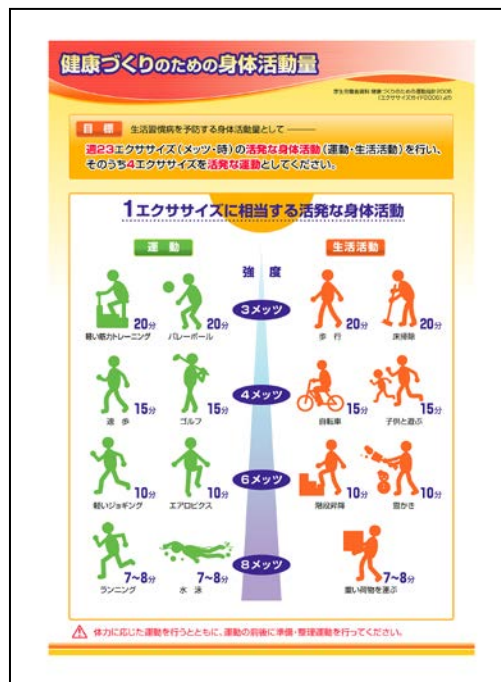 健康づくりのための身体活動量
厚生労働省資料 健康づくりのための運動指針2006
(エクササイズガイド2006)より
目標 生活習慣病を予防する身体活動量として
週23エクササイズ(メッツ・時)の活発な身体活動(運動・生活活動)を行い、
そのうち4エクササイズを活発な運動としてください。
1エクササイズに相当する活発な身体活動
運動
生活活動
強度
3メッツ
20分
軽い筋力トレーニング
20分
バレーボール
20分
歩行
20分
床掃除
4メッツ
15分
速歩
15分
ゴルフ
15分
自転車
15分
子供と遊ぶ
6メッツ
10分
軽いジョギング
10分
エアロビクス
10分
階段昇降
10分
雪かき
8メッツ
7~8分
ランニング
7~8分
水泳
7~8分
重い荷物を運ぶ
体力に応じた運動を行うとともに、運動の前後に準備・整理運動を行ってください。